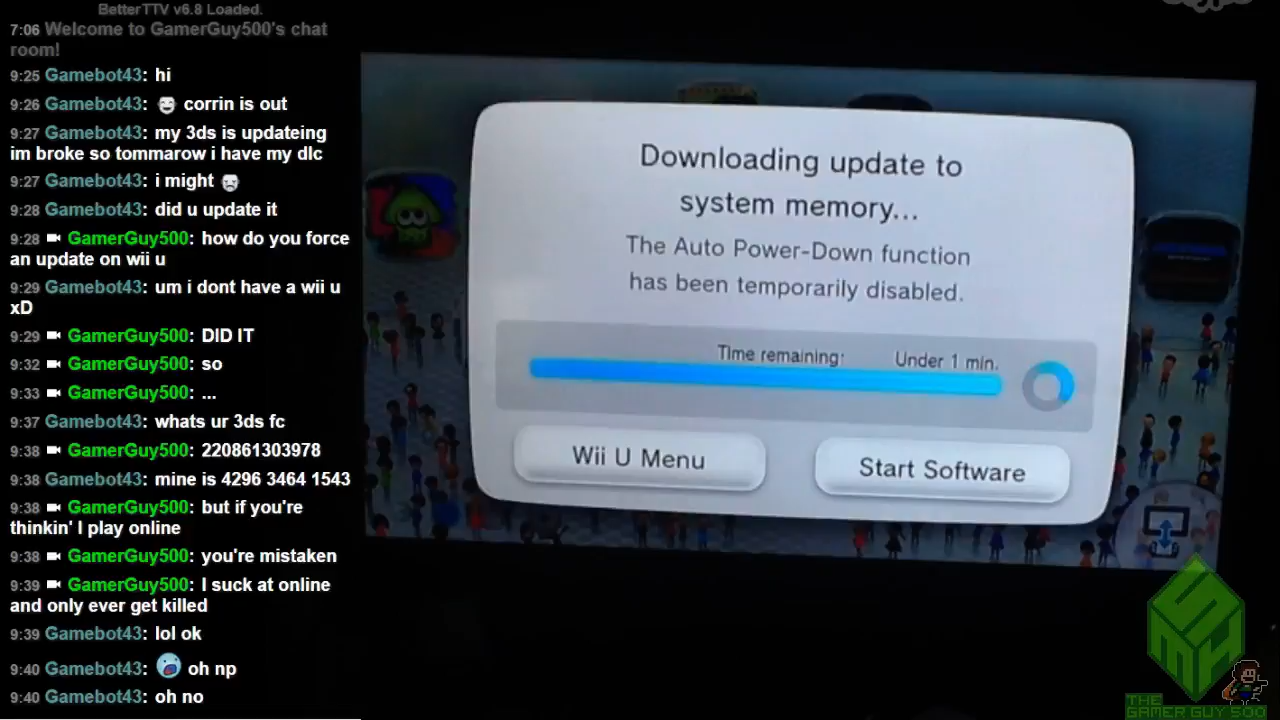 BetterTTV v6.8 Loaded.
7:06 Welcome to GamerGuy500's chat
room!
9:25 Gamebot43: hi
9:26 Gamebot43: corrin is out
9:27 Gamebot43: my 3ds is updateing
im broke so tommarow i have my dlc
9:27 Gamebot43: i might
9:28 Gamebot43: did u update it
9:28 GamerGuy500: how do you force
an update on wii u
9:29 Gamebot43: um i dont have a wii u
xD
9:29 GamerGuy500: DID IT
9:32 GamerGuy500: so
9:33 GamerGuy500: ...
9:37 Gamebot43: whats ur 3ds fc
9:38 GamerGuy500: 220861303978
9:38 Gamebot43: mine is 4296 3464 1543
9:38 GamerGuy500: but if you're
thinkin' I play online
9:38 GamerGuy500: you're mistaken
9:39 GamerGuy500: I suck at online
and only ever get killed
9:39 Gamebot43: lol ok
9:40 Gamebot43: oh np
9:40 Gamebot43: oh no
Downloading update to
system memory...
The Auto Power-Down function
has been temporarily disabled.
Time remaining: Under 1 min.
Wii U Menu
Start Software
THE
GAMER GUY 500